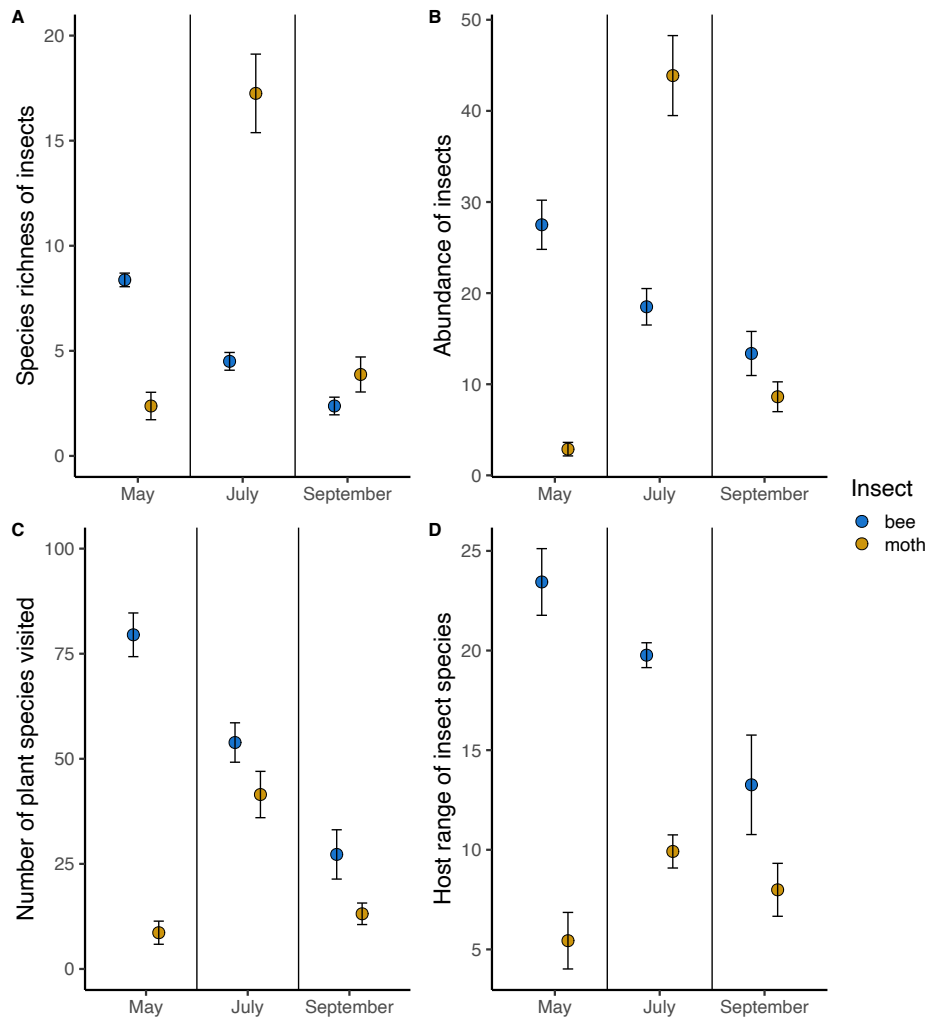 A
Species richness of insects
20
15
10
5
0
May
July
September
B
Abundance of insects
50
40
30
20
10
0
May
July
September
Insect
bee
moth
C
Number of plant species visited
100
75
50
25
0
May
July
September
D
Host range of insect species
25
20
15
10
5
May
July
September